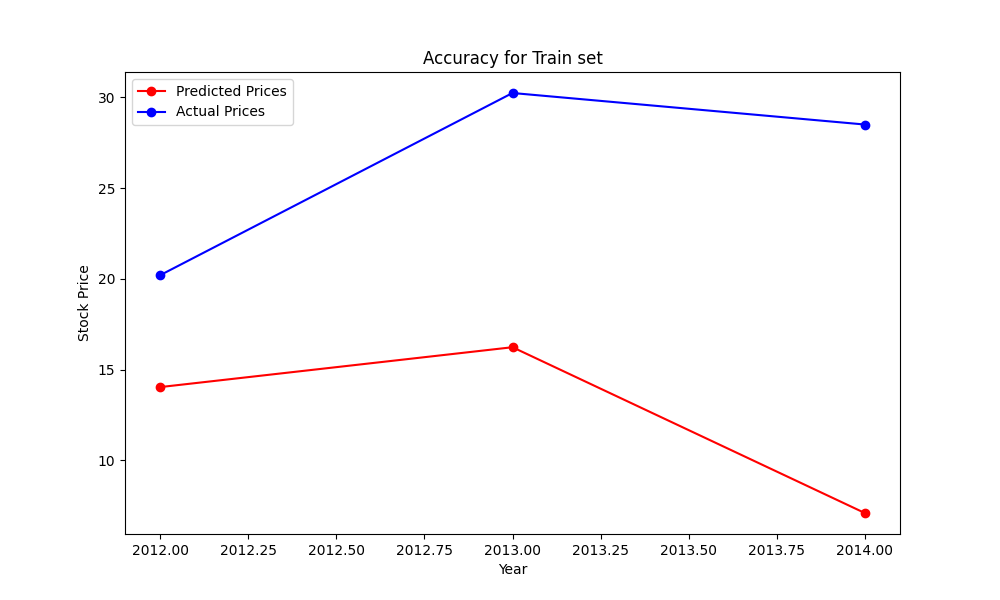 Accuracy for Train set
Predicted Prices
Actual Prices
30
25
20
15
10
Stock Price
2012.00 2012.25 2012.50 2012.75 2013.00 2013.25 2013.50 2013.75 2014.00
Year